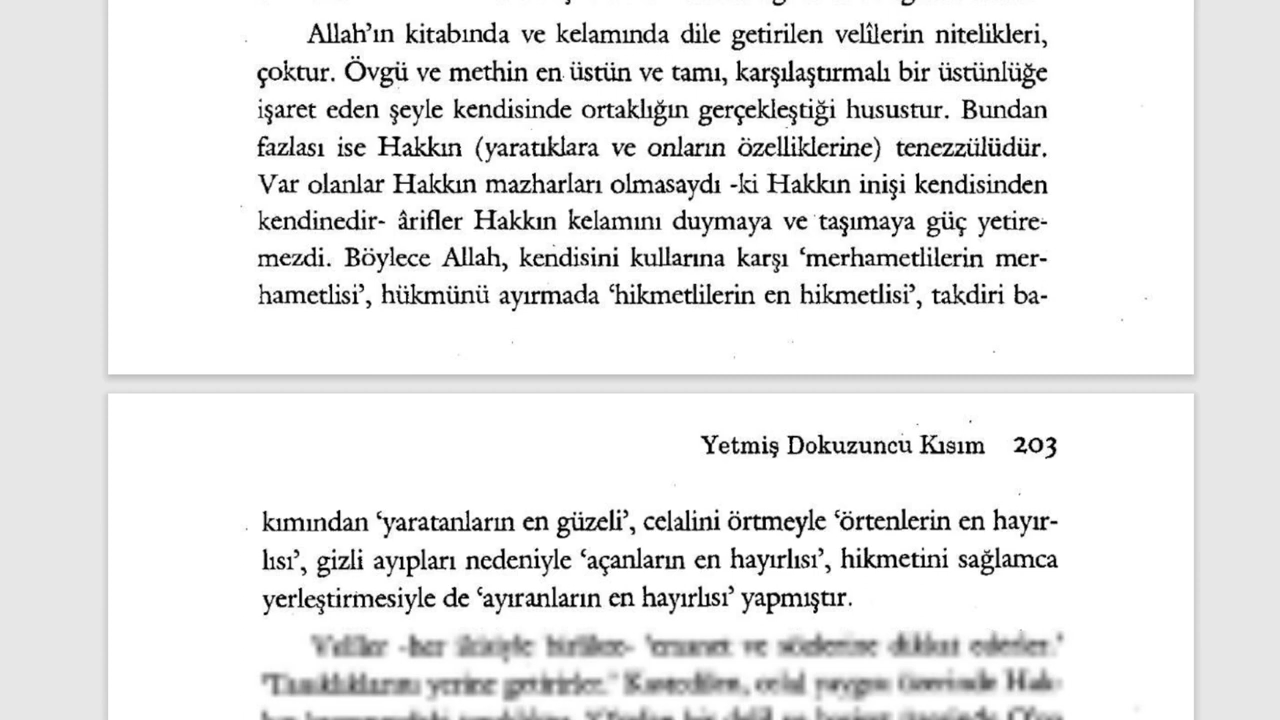 Allah’ın kitabında ve kelamında dile getirilen velîlerin nitelikleri,
çoktur. Övgü ve methin en üstün ve tamı, karşılaştırmalı bir üstünlüğe
işaret eden şeyle kendisinde ortaklığın gerçekleştiği husustur. Bundan
fazlası ise Hakkın (yaratıklara ve onların özelliklerine) tenezzülüdür.
Var olanlar Hakkın mazharları olmasaydı -ki Hakkın inişi kendisinden
kendinedir- ârifler Hakkın kelamını duymaya ve taşımaya güç yetire-
mezdi. Böylece Allah, kendisini kullarına karşı ‘merhametlilerin mer-
hametlisi’, hükmünü ayırmada ‘hikmetlilerin en hikmetlisi’, takdiri ba-
Yetmiş Dokuzuncu Kısım 203
kımından ‘yaratanların en güzeli’, celalini örtmeyle ‘örtenlerin en hayır-
lısı’, gizli ayıpları nedeniyle ‘açanların en hayırlısı’, hikmetini sağlamca
yerleştirmesiyle de ‘ayıranların en hayırlısı’ yapmıştır.